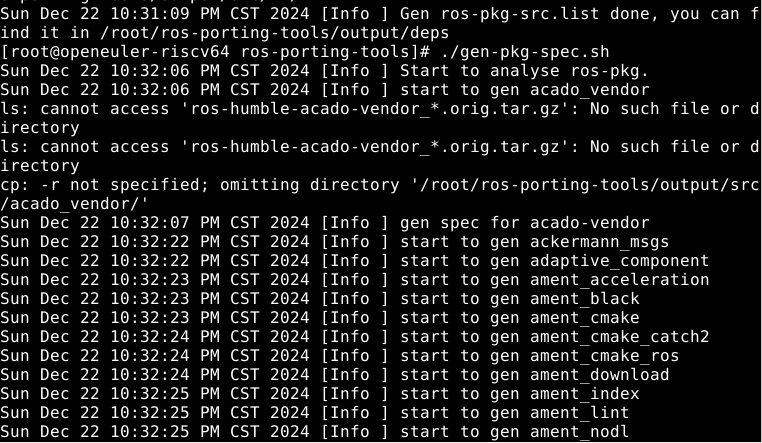 Sun Dec 22 10:31:09 PM CST 2024 [Info ] Gen ros-pkg-src.list done, you can f
ind it in /root/ros-porting-tools/output/deps
[root@openeuler-riscv64 ros-porting-tools]# ./gen-pkg-spec.sh
Sun Dec 22 10:32:06 PM CST 2024 [Info ] Start to analyse ros-pkg.
Sun Dec 22 10:32:06 PM CST 2024 [Info ] start to gen acado_vendor
ls: cannot access 'ros-humble-acado-vendor_*.orig.tar.gz': No such file or d
irectory
ls: cannot access 'ros-humble-acado-vendor_*.orig.tar.gz': No such file or d
irectory
cp: -r not specified; omitting directory '/root/ros-porting-tools/output/src
/acado_vendor/'
Sun Dec 22 10:32:07 PM CST 2024 [Info ] gen spec for acado-vendor
Sun Dec 22 10:32:22 PM CST 2024 [Info ] start to gen ackermann_msgs
Sun Dec 22 10:32:22 PM CST 2024 [Info ] start to gen adaptive_component
Sun Dec 22 10:32:23 PM CST 2024 [Info ] start to gen ament_acceleration
Sun Dec 22 10:32:23 PM CST 2024 [Info ] start to gen ament_black
Sun Dec 22 10:32:23 PM CST 2024 [Info ] start to gen ament_cmake
Sun Dec 22 10:32:24 PM CST 2024 [Info ] start to gen ament_cmake_catch2
Sun Dec 22 10:32:24 PM CST 2024 [Info ] start to gen ament_cmake_ros
Sun Dec 22 10:32:24 PM CST 2024 [Info ] start to gen ament_download
Sun Dec 22 10:32:25 PM CST 2024 [Info ] start to gen ament_index
Sun Dec 22 10:32:25 PM CST 2024 [Info ] start to gen ament_lint
Sun Dec 22 10:32:25 PM CST 2024 [Info ] start to gen ament_nodl